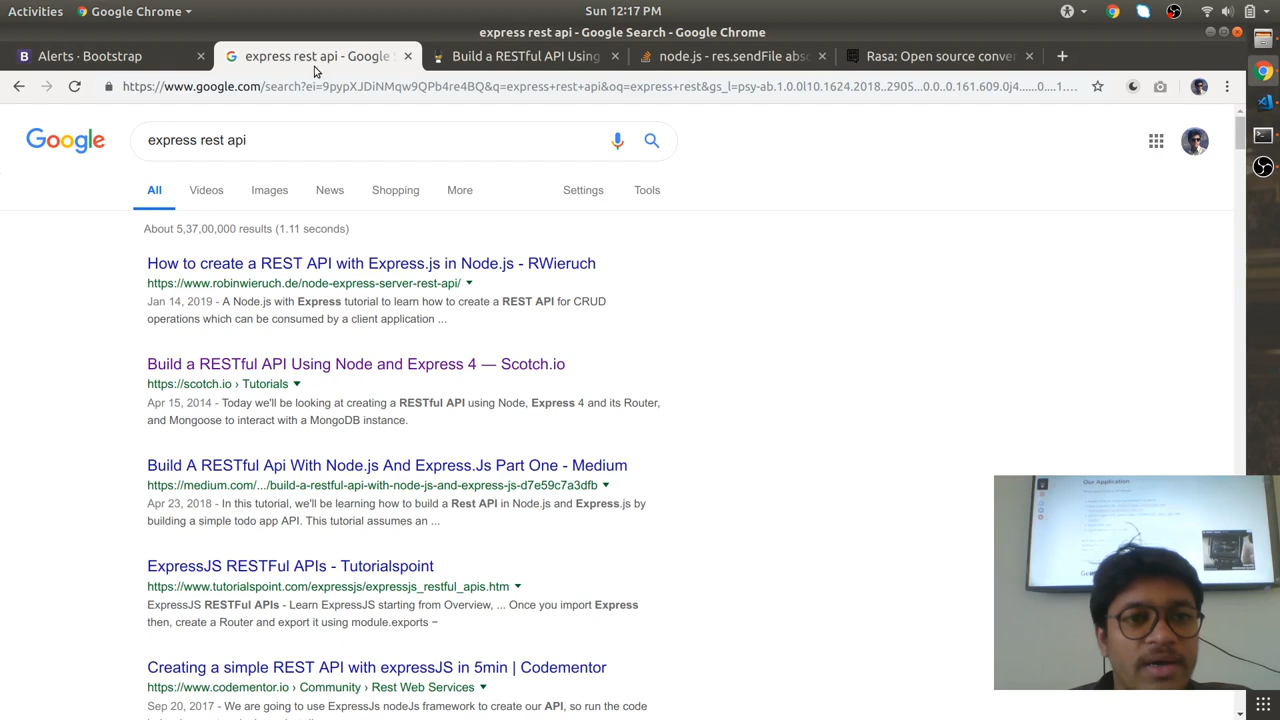 Activities Google Chrome Sun 12:17 PM
express rest api - Google Search - Google Chrome
Alerts · Bootstrap express rest api - Google S Build a RESTful API Using node.js - res.sendFile abso Rasa: Open source conver
https://www.google.com/search?ei=9pypXJDiNMqw9QPb4re4BQ&q=express+rest+api&oq=express+rest&gs_l=psy-ab.1.0.0l10.1624.2018..2905...0.0..0.161.609.0j4......0....1....
Google express rest api
All Videos Images News Shopping More Settings Tools
About 5,37,00,000 results (1.11 seconds)
How to create a REST API with Express.js in Node.js - RWieruch
https://www.robinwieruch.de/node-express-server-rest-api/
Jan 14, 2019 - A Node.js with Express tutorial to learn how to create a REST API for CRUD
operations which can be consumed by a client application ...
Build a RESTful API Using Node and Express 4 — Scotch.io
https://scotch.io › Tutorials
Apr 15, 2014 - Today we'll be looking at creating a RESTful API using Node, Express 4 and its Router,
and Mongoose to interact with a MongoDB instance.
Build A RESTful Api With Node.js And Express.Js Part One - Medium
https://medium.com/.../build-a-restful-api-with-node-js-and-express-js-d7e59c7a3dfb
Apr 23, 2018 - In this tutorial, we'll be learning how to build a Rest API in Node.js and Express.js by
building a simple todo app API. This tutorial assumes an ...
ExpressJS RESTFul APIs - Tutorialspoint
https://www.tutorialspoint.com/expressjs/expressjs_restful_apis.htm
ExpressJS RESTFul APIs - Learn ExpressJS starting from Overview, ... Once you import Express
then, create a Router and export it using module.exports −
Creating a simple REST API with expressJS in 5min | Codementor
https://www.codementor.io › Community › Rest Web Services
Sep 20, 2017 - We are going to use ExpressJs nodeJs framework to create our API, so run the code
Our Application